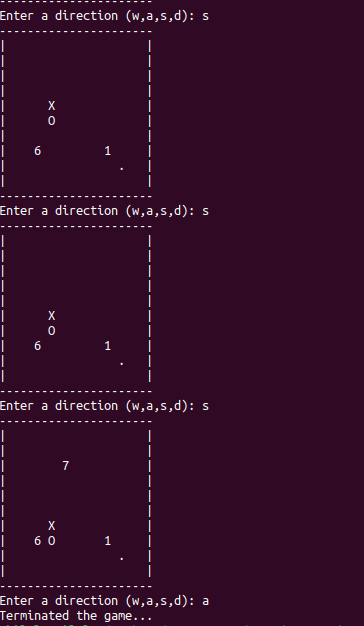 ----------------------
Enter a direction (w,a,s,d): s
----------------------
|                    |
|                    |
|                    |
|                    |
|      X             |
|      O             |
|                    |
|    6         1     |
|                .   |
|                    |
----------------------
Enter a direction (w,a,s,d): s
----------------------
|                    |
|                    |
|                    |
|                    |
|                    |
|      X             |
|      O             |
|    6         1     |
|                .   |
|                    |
----------------------
Enter a direction (w,a,s,d): s
----------------------
|                    |
|                    |
|        7           |
|                    |
|                    |
|                    |
|      X             |
|    6 O       1     |
|                .   |
|                    |
----------------------
Enter a direction (w,a,s,d): a
Terminated the game...